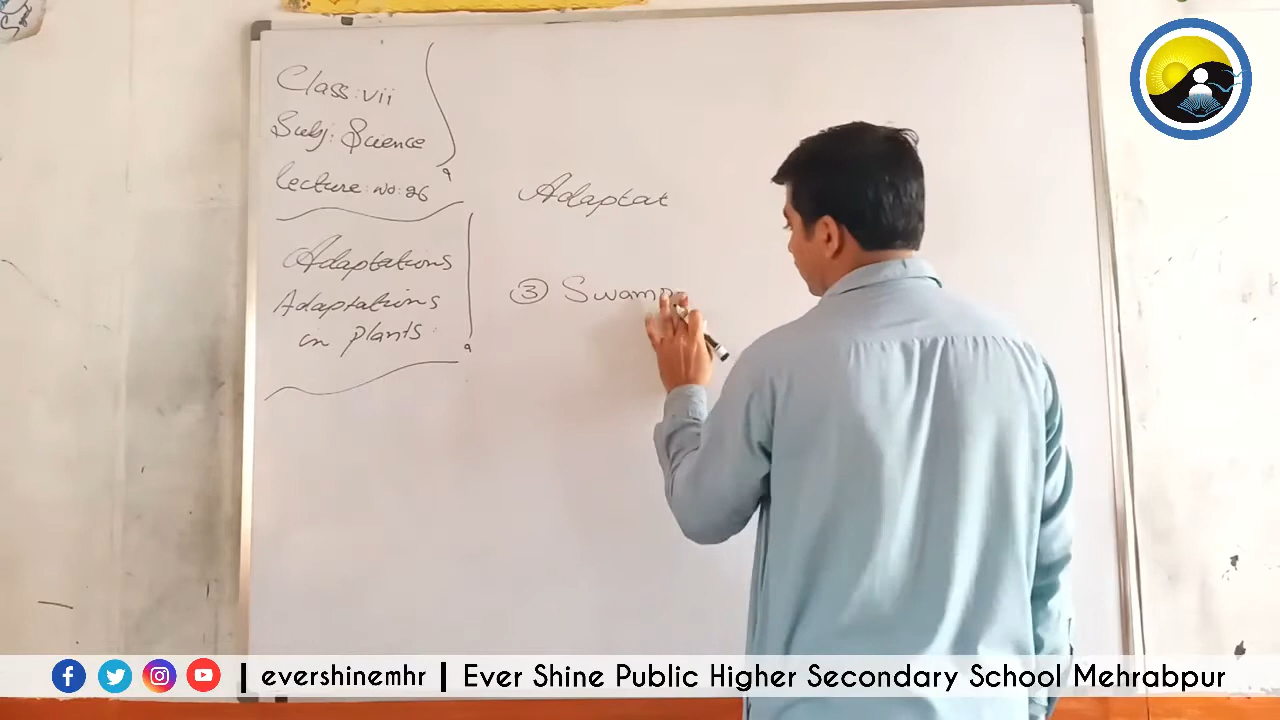 Class: vii
Subj: Science
Lecture: no: 26
Adaptations
Adaptations
in plants:
Adaptat
③ Swamp
| evershinemhr | Ever Shine Public Higher Secondary School Mehrabpur